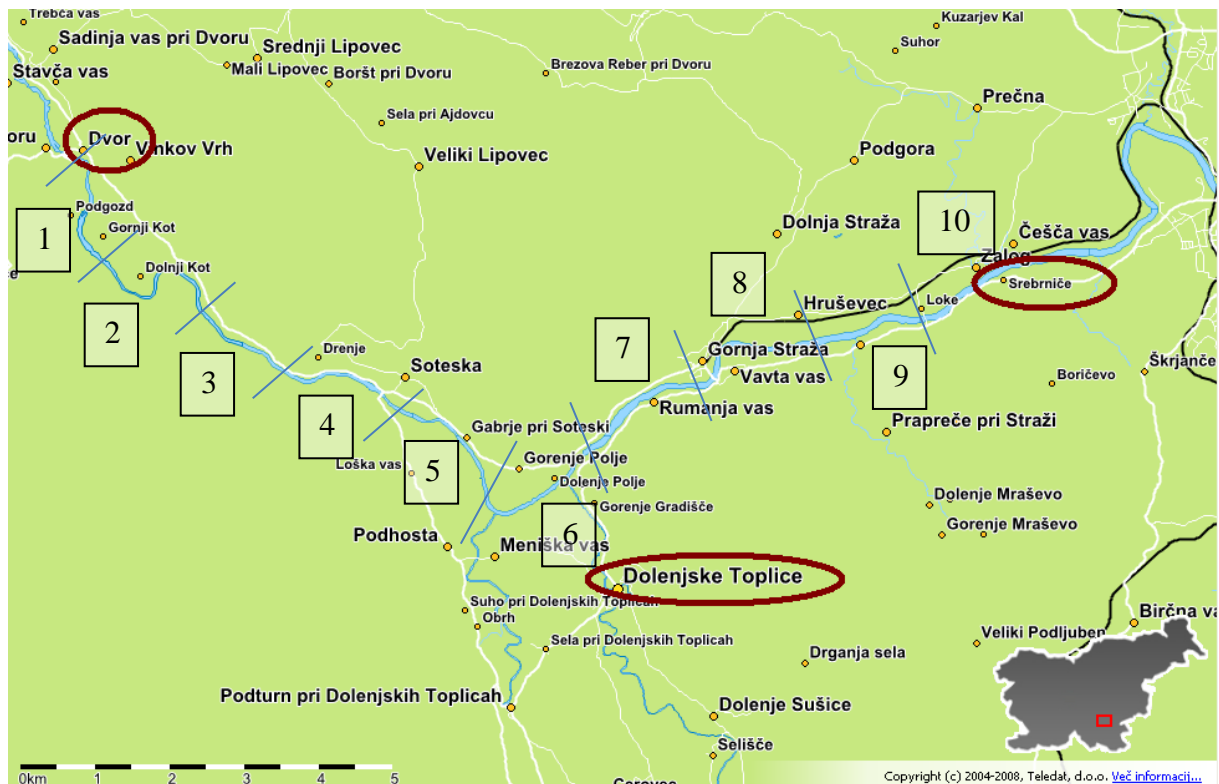 Trebča vas
Kuzarjev Kal
Sadinja vas pri Dvoru
Srednji Lipovec
Suhor
Mali Lipovec
Brezova Reber pri Dvoru
Stavča vas
Boršt pri Dvoru
Prečna
Sela pri Ajdovcu
oru
Dvor
Vinkov Vrh
Veliki Lipovec
Podgora
Podgozd
1
Gornji Kot
Dolnja Straža
10
Češča vas
Dolnji Kot
Zalog
8
Srebrniče
2
Hruševec
Loke
7
Drenje
Gornja Straža
Soteska
Vavta vas
Škrjanče
3
9
Boričevo
4
Rumanja vas
Gabrje pri Soteski
Prapreče pri Straži
Loška vas
5
Gorenje Polje
Dolenje Polje
Gorenje Gradišče
Dolenje Mraševo
6
Gorenje Mraševo
Podhosta
Meniška vas
Dolenjske Toplice
Suho pri Dolenjskih Toplicah
Obrh
Birčna va
Sela pri Dolenjskih Toplicah
Veliki Podljuben
Drganja sela
Podturn pri Dolenjskih Toplicah
Dolenje Sušice
Selišče
0km 1 2 3 4 5
Copyright (c) 2004-2008, Teledat, d.o.o. Več informacij...